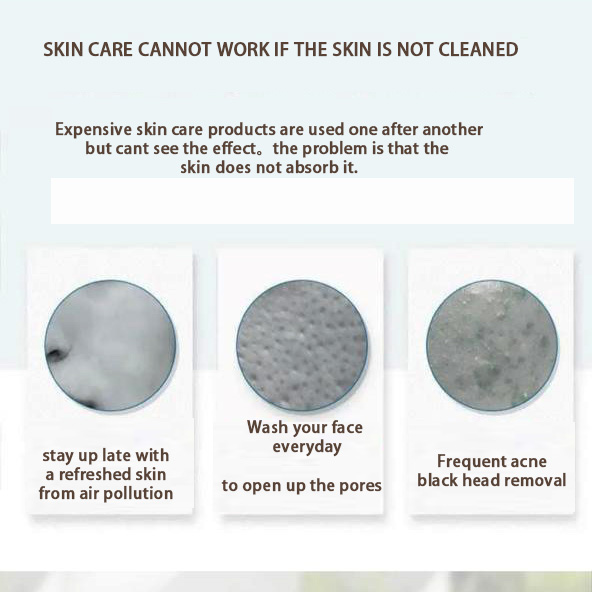 SKIN CARE CANNOT WORK IF THE SKIN IS NOT CLEANED
Expensive skin care products are used one after another
but cant see the effect。the problem is that the
skin does not absorb it.
stay up late with
a refreshed skin
from air pollution
Wash your face
everyday
to open up the pores
Frequent acne
black head removal